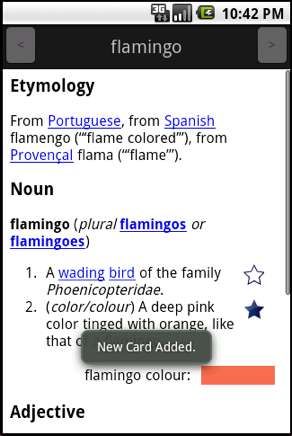 3G 10:42 PM
< flamingo >
Etymology
From Portuguese, from Spanish
flamengo (“‘flame colored’”), from
Provençal flama (“‘flame’”).
Noun
flamingo (plural flamingos or
flamingoes)
1. A wading bird of the family
Phoenicopteridae.
2. (color/colour) A deep pink
color tinged with orange, like
that of a
New Card Added.
flamingo colour:
Adjective